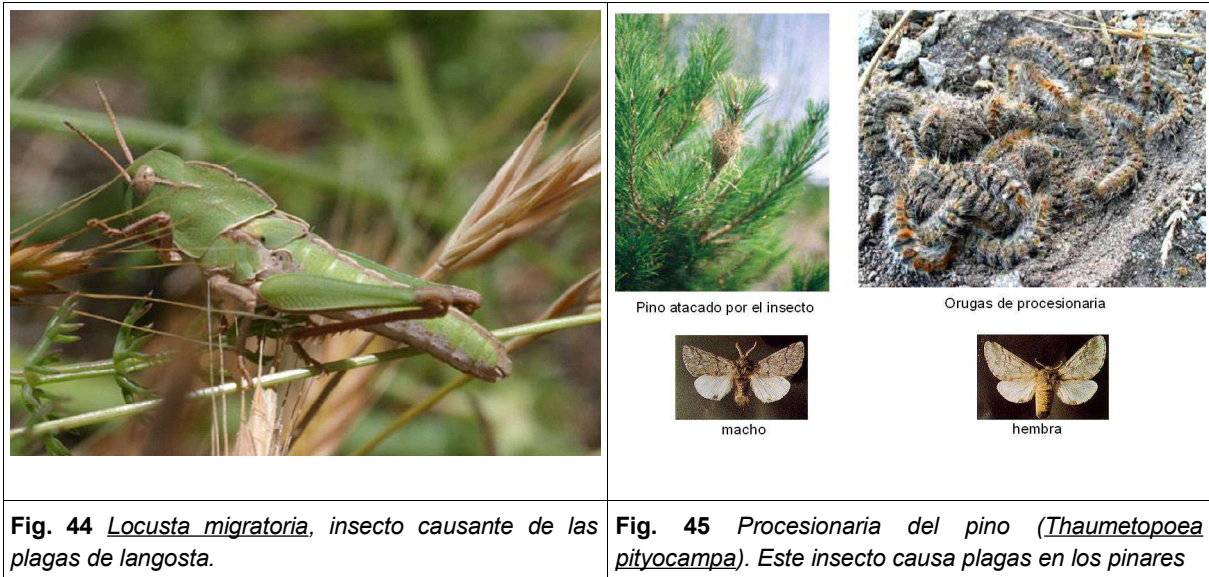 Pino atacado por el insecto
Orugas de procesionaria
macho
hembra
Fig. 44 Locusta migratoria, insecto causante de las
plagas de langosta.
Fig. 45 Procesionaria del pino (Thaumetopoea
pityocampa). Este insecto causa plagas en los pinares